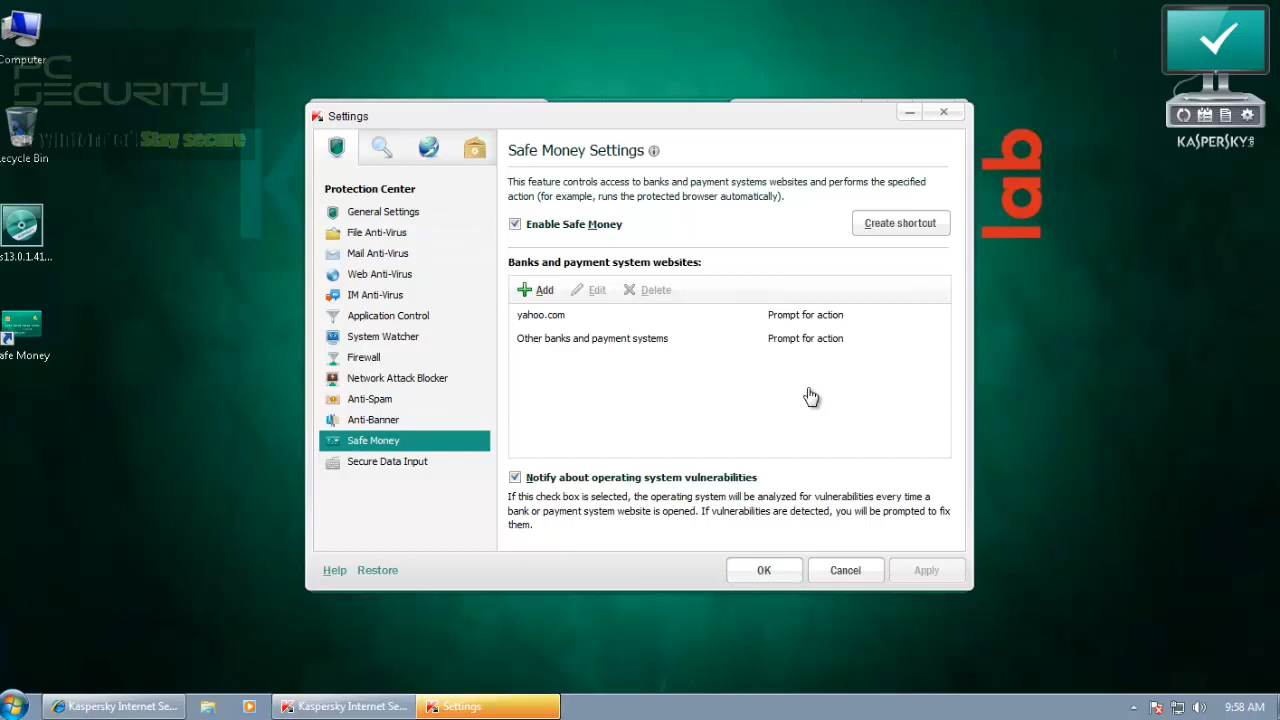 Computer
PC
SECURITY
Stay secure
Recycle Bin
s13.0.1.41...
afe Money
KASPERSKY
lab
Settings
Protection Center
General Settings
File Anti-Virus
Mail Anti-Virus
Web Anti-Virus
IM Anti-Virus
Application Control
System Watcher
Firewall
Network Attack Blocker
Anti-Spam
Anti-Banner
Safe Money
Secure Data Input
Safe Money Settings
This feature controls access to banks and payment systems websites and performs the specified
action (for example, runs the protected browser automatically).
Enable Safe Money
Create shortcut
Banks and payment system websites:
Add Edit Delete
yahoo.com Prompt for action
Other banks and payment systems Prompt for action
Notify about operating system vulnerabilities
If this check box is selected, the operating system will be analyzed for vulnerabilities every time a
bank or payment system website is opened. If vulnerabilities are detected, you will be prompted to fix
them.
Help Restore
OK Cancel Apply
Kaspersky Internet Se...
Kaspersky Internet Se...
Settings
9:58 AM